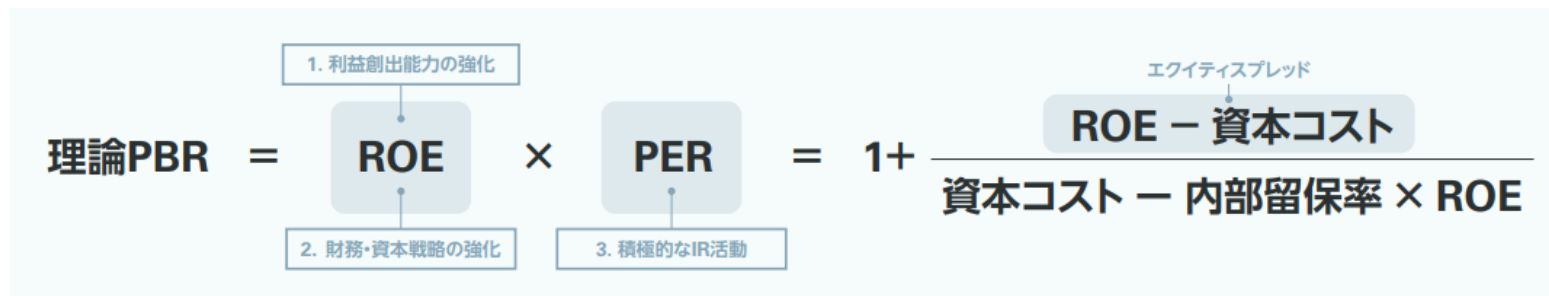 1. 利益創出能力の強化
エクイティスプレッド
理論PBR = ROE × PER = 1+
ROE − 資本コスト
資本コスト − 内部留保率 × ROE
2. 財務・資本戦略の強化
3. 積極的なIR活動